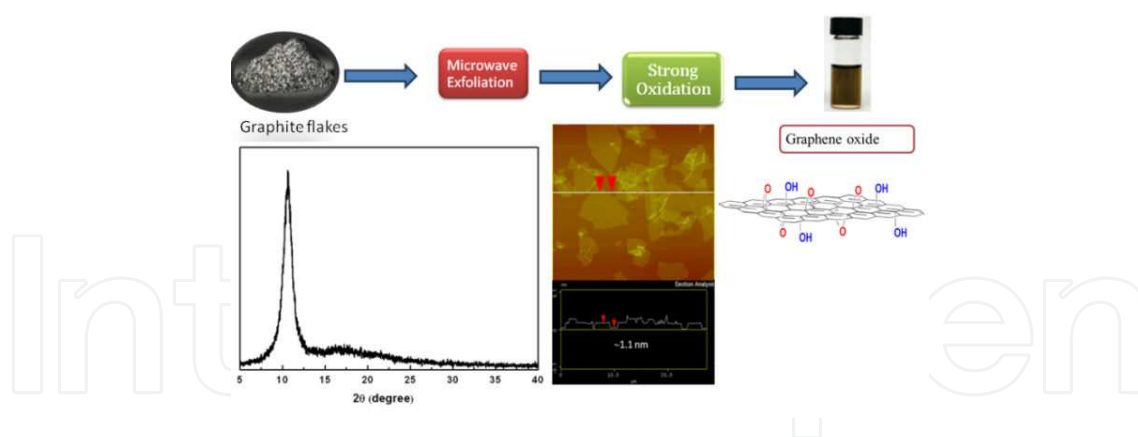 Microwave
Exfoliation
Strong
Oxidation
Graphite flakes
Graphene oxide
O
OH
O
O
OH
O
OH
O
OH
Section Analysis
~1.1 nm
5
10
15
20
25
30
35
40
2θ (degree)